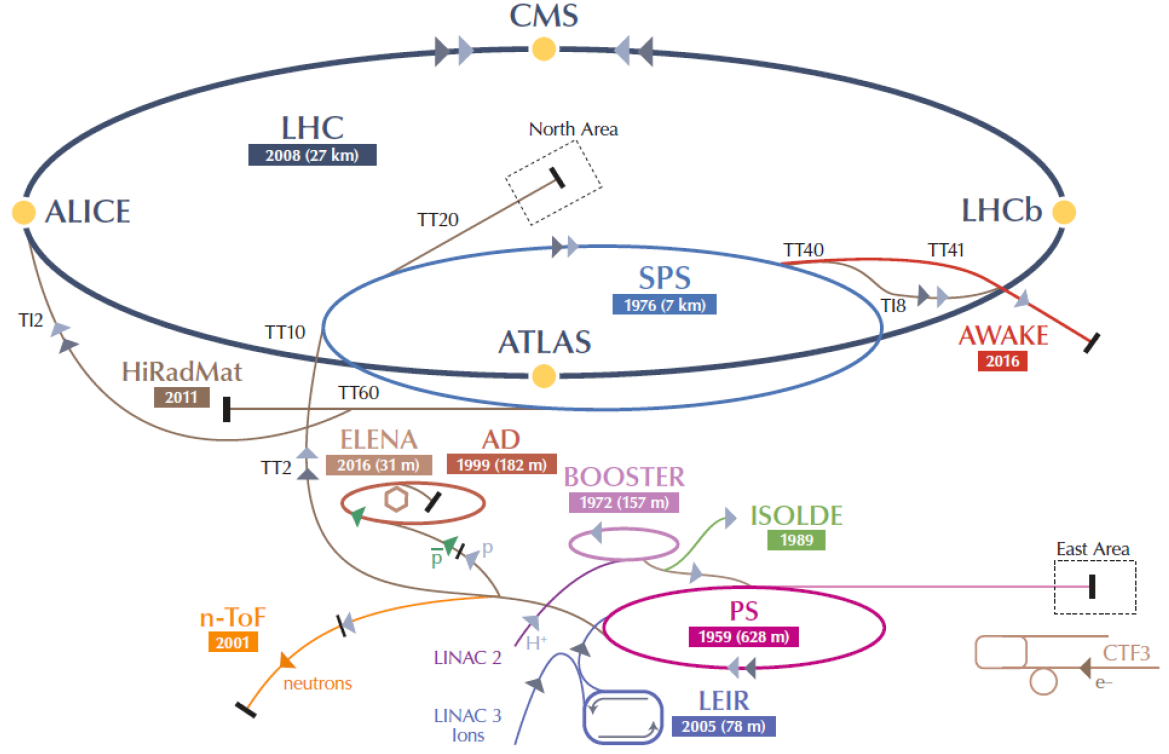 CMS
LHC
2008 (27 km)
North Area
ALICE
LHCb
TT20
TT40
TT41
SPS
1976 (7 km)
TI8
TI2
TT10
ATLAS
AWAKE
2016
HiRadMat
2011
TT60
ELENA
2016 (31 m)
AD
1999 (182 m)
TT2
BOOSTER
1972 (157 m)
ISOLDE
1989
p̅
p
East Area
n-ToF
2001
PS
1959 (628 m)
H⁺
LINAC 2
neutrons
CTF3
e–
LEIR
2005 (78 m)
LINAC 3
Ions